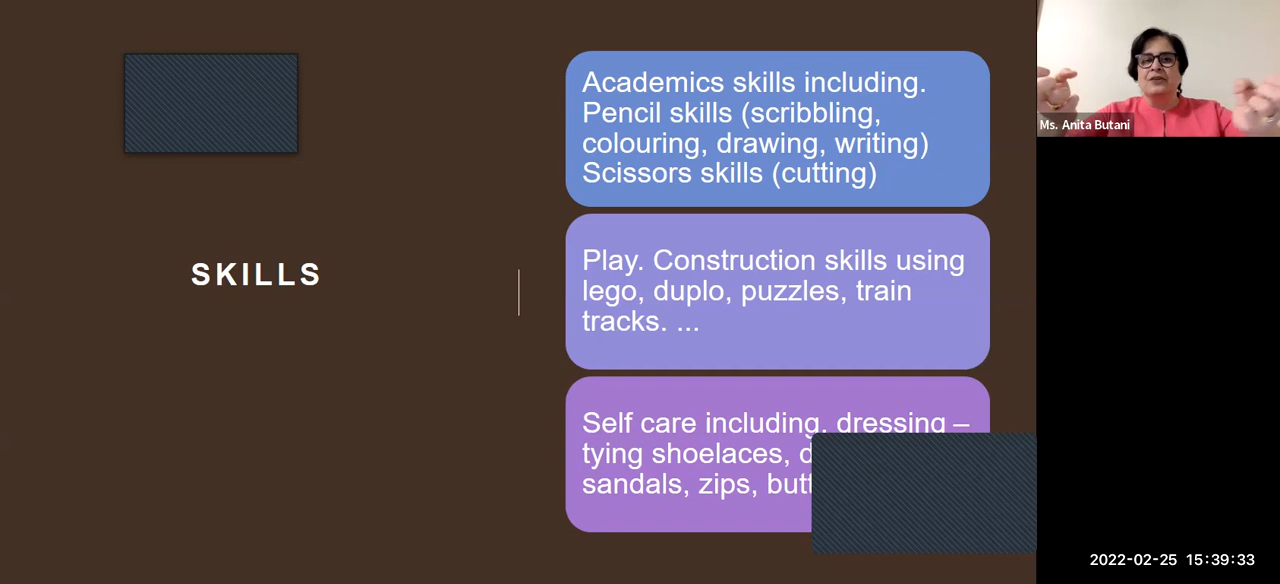 SKILLS
Academics skills including.
Pencil skills (scribbling,
colouring, drawing, writing)
Scissors skills (cutting)
Play. Construction skills using
lego, duplo, puzzles, train
tracks. ...
Self care including. dressing –
tying shoelaces,
sandals, zips,
Ms. Anita Butani
2022-02-25 15:39:33